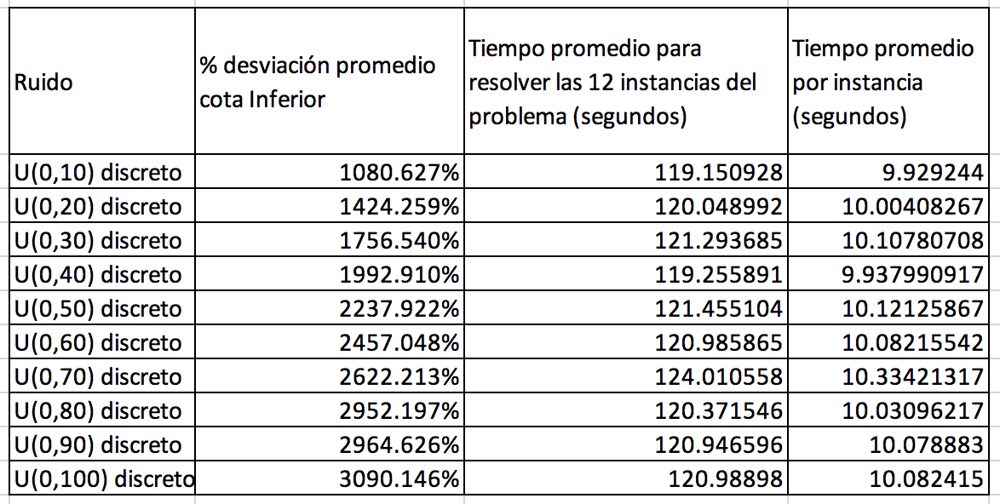 Ruido
% desviación promedio
cota Inferior
Tiempo promedio para
resolver las 12 instancias del
problema (segundos)
Tiempo promedio
por instancia
(segundos)
U(0,10) discreto 1080.627% 119.150928 9.929244
U(0,20) discreto 1424.259% 120.048992 10.00408267
U(0,30) discreto 1756.540% 121.293685 10.10780708
U(0,40) discreto 1992.910% 119.255891 9.937990917
U(0,50) discreto 2237.922% 121.455104 10.12125867
U(0,60) discreto 2457.048% 120.985865 10.08215542
U(0,70) discreto 2622.213% 124.010558 10.33421317
U(0,80) discreto 2952.197% 120.371546 10.03096217
U(0,90) discreto 2964.626% 120.946596 10.078883
U(0,100) discreto 3090.146% 120.98898 10.082415